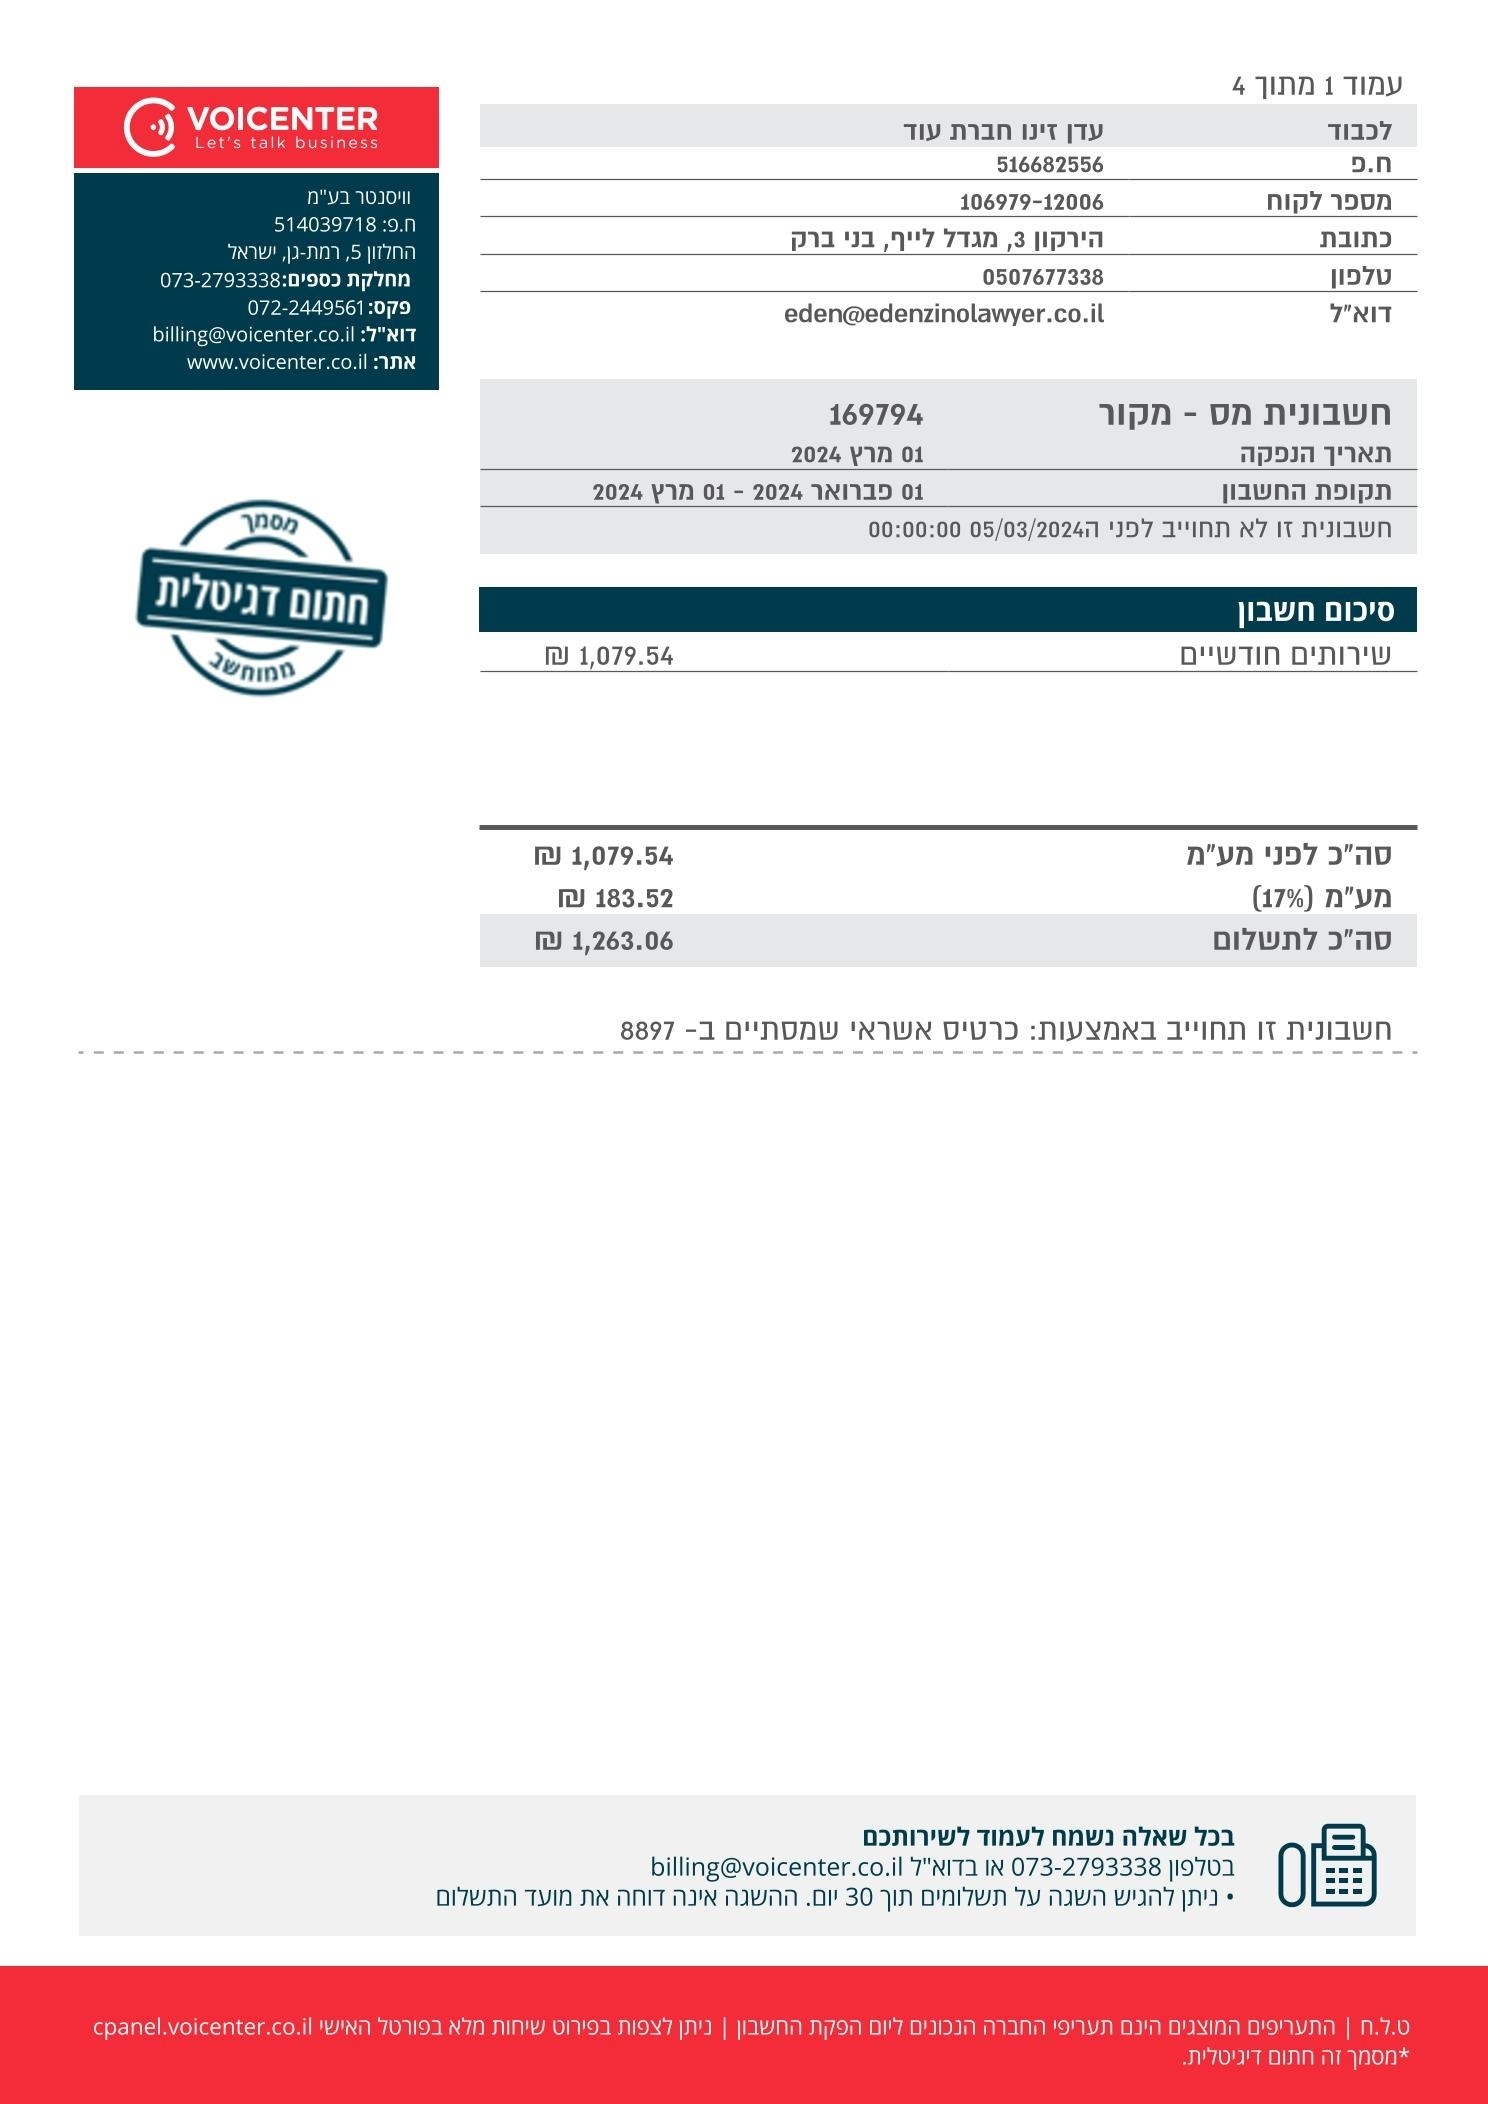 עמוד 1 מתוך 4
לכבוד עדן זינו חברת עוד
ח.פ 516682556
מספר לקוח 106979-12006
כתובת הירקון 3, מגדל לייף, בני ברק
טלפון 0507677338
דוא"ל eden@edenzinolawyer.co.il
VOICENTER
Let's talk business
וויסנטר בע"מ
ח.פ: 514039718
החלזון 5, רמת-גן, ישראל
מחלקת כספים:073-2793338
פקס:072-2449561
דוא"ל: billing@voicenter.co.il
אתר: www.voicenter.co.il
חשבונית מס - מקור 169794
תאריך הנפקה 01 מרץ 2024
תקופת החשבון 01 פברואר 2024 - 01 מרץ 2024
חשבונית זו לא תחוייב לפני ה05/03/2024 00:00:00
מסמך
חתום דגיטלית
ממוחשב
סיכום חשבון
שירותים חודשיים 1,079.54 ₪
סה"כ לפני מע"מ 1,079.54 ₪
מע"מ (17%) 183.52 ₪
סה"כ לתשלום 1,263.06 ₪
חשבונית זו תחוייב באמצעות: כרטיס אשראי שמסתיים ב- 8897
בכל שאלה נשמח לעמוד לשירותכם
בטלפון 073-2793338 או בדוא"ל billing@voicenter.co.il
• ניתן להגיש השגה על תשלומים תוך 30 יום. ההשגה אינה דוחה את מועד התשלום
ט.ל.ח | התעריפים המוצגים הינם תעריפי החברה הנכונים ליום הפקת החשבון | ניתן לצפות בפירוט שיחות מלא בפורטל האישי cpanel.voicenter.co.il
*מסמך זה חתום דיגיטלית.